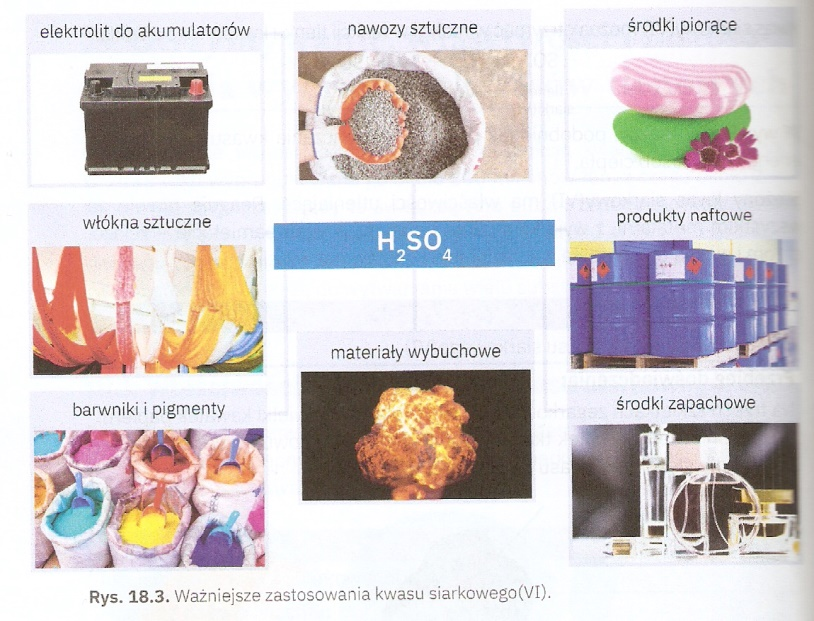 elektrolit do akumulatorów
nawozy sztuczne
środki piorące
włókna sztuczne
H₂SO₄
produkty naftowe
materiały wybuchowe
barwniki i pigmenty
środki zapachowe
Rys. 18.3. Ważniejsze zastosowania kwasu siarkowego(VI).